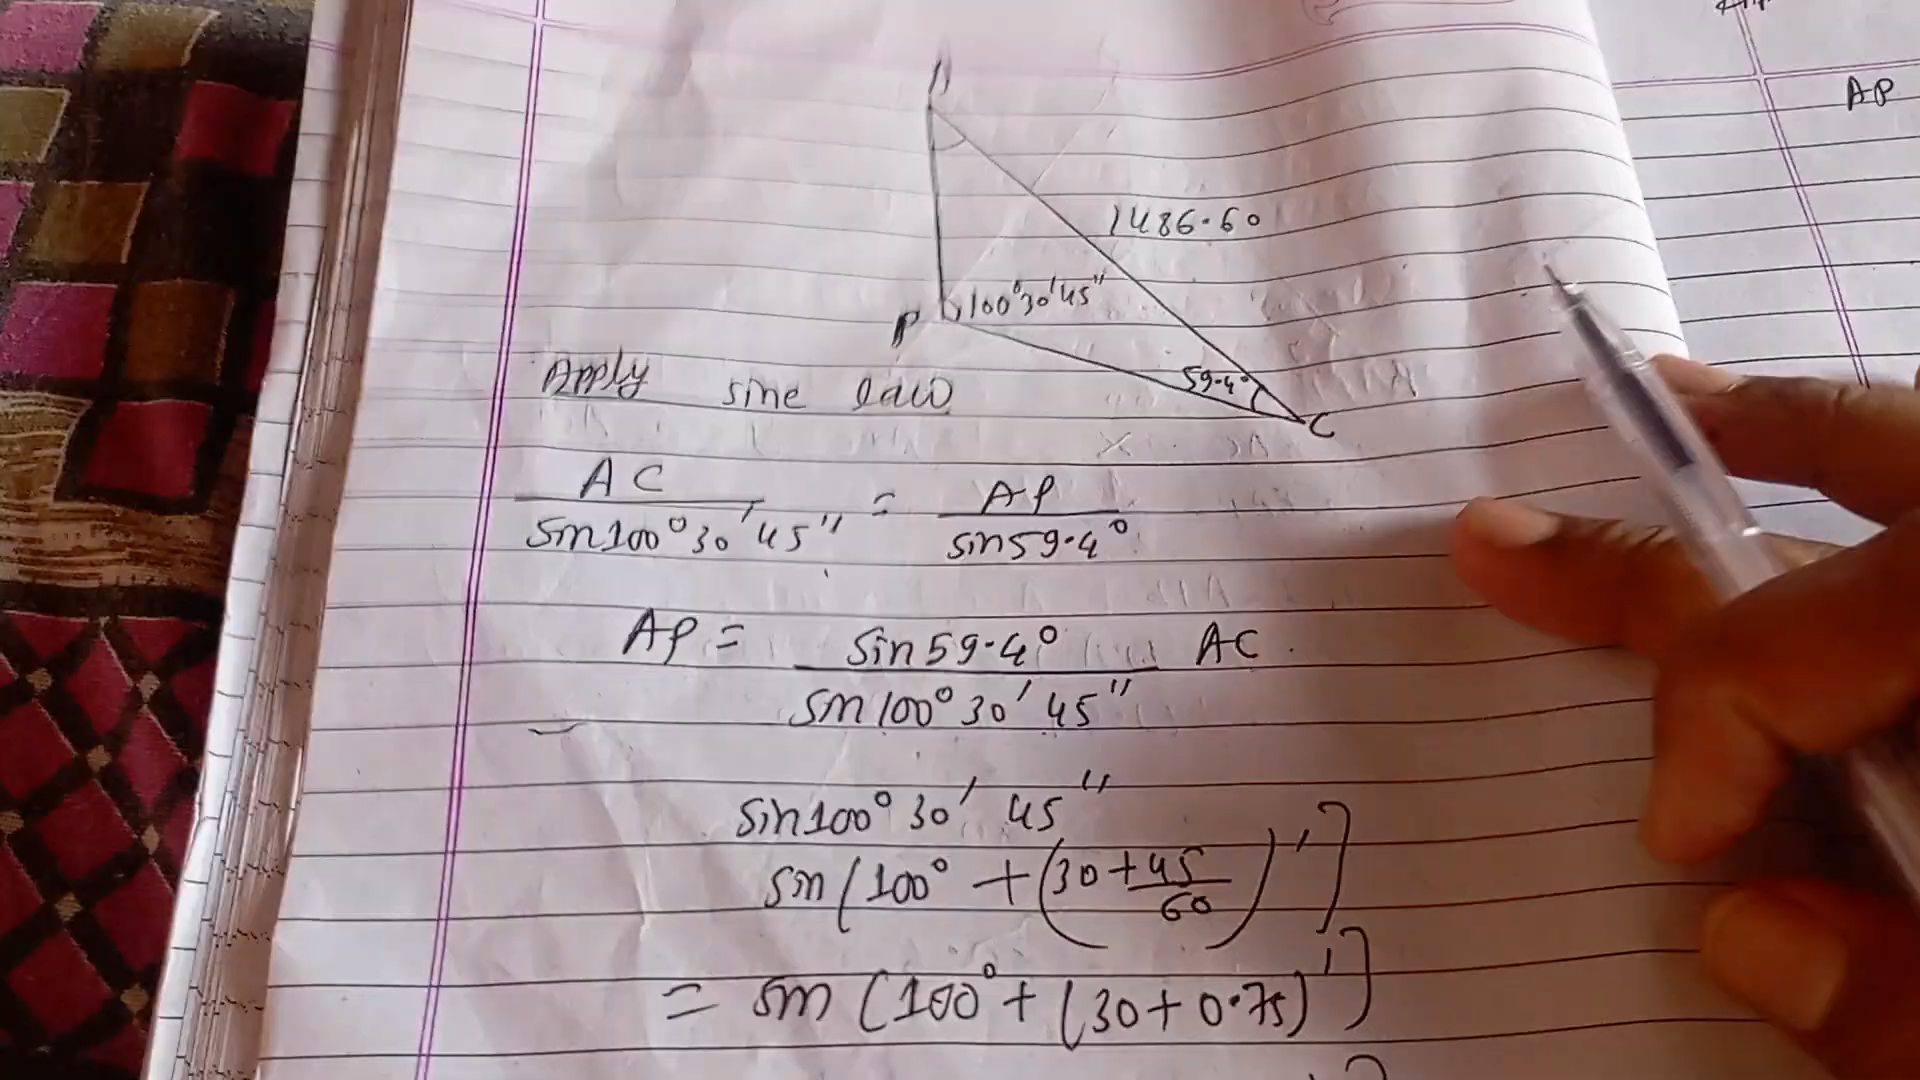 A
AP
1486.60
100°30'45"
P
59.4°
C
Apply sine law
AC / sin100°30'45" = AP / sin59.4°
AP = sin59.4° / sin100°30'45" AC
sin100°30'45"
sin(100° + (30+45/60)')
= sin(100° + (30+0.75)')